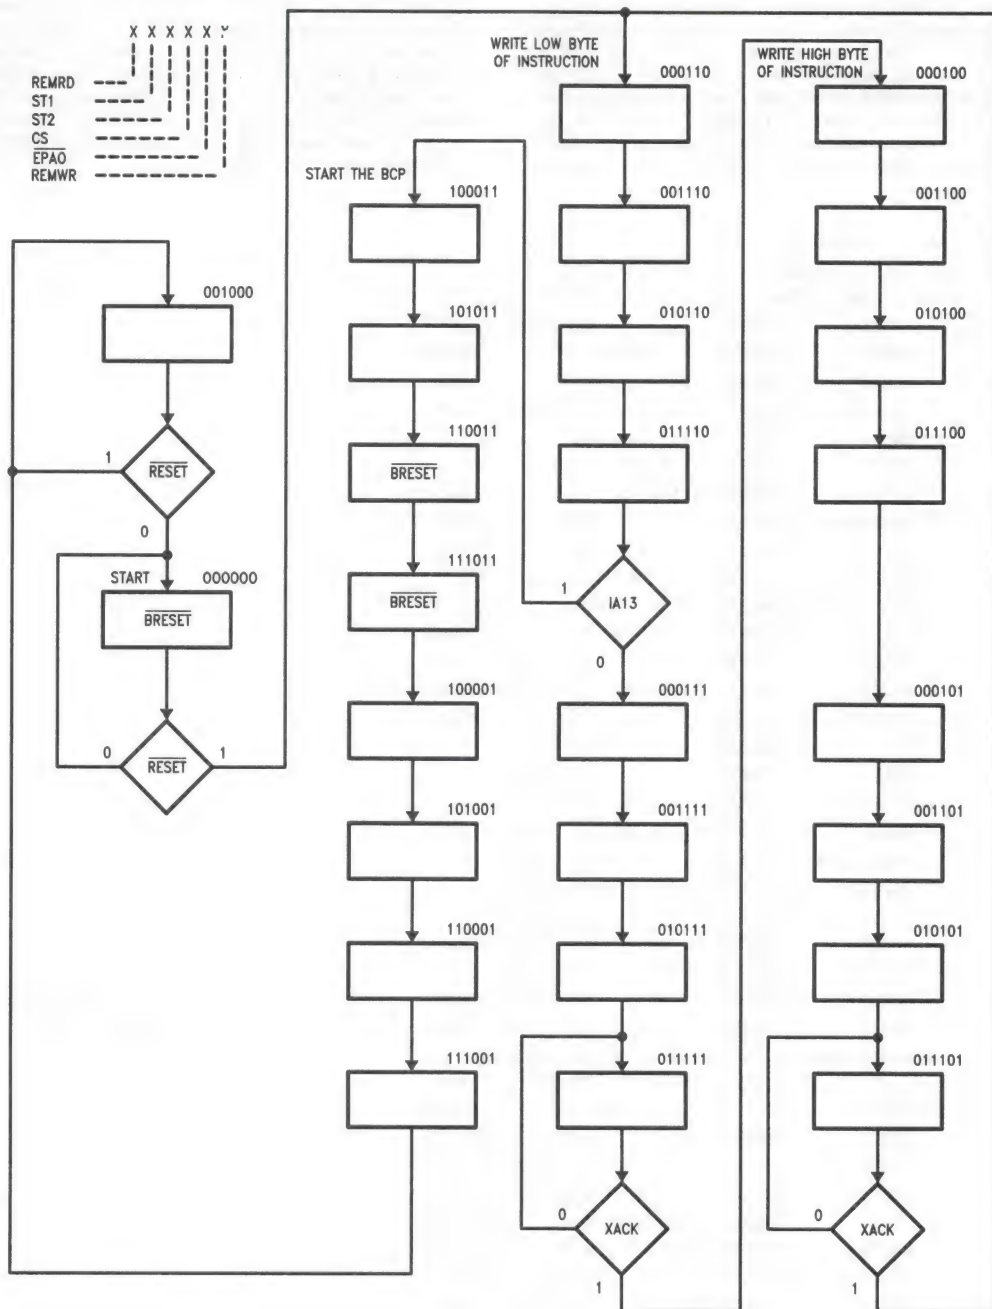 X X X X X X
REMRD
ST1
ST2
CS
EPAO
REMWR
001000
1
RESET
0
START
000000
BRESET
0
RESET
1
START THE BCP
100011
101011
110011
BRESET
111011
BRESET
100001
101001
110001
111001
WRITE LOW BYTE
OF INSTRUCTION
000110
001110
010110
011110
1
IA13
0
000111
001111
010111
011111
0
XACK
1
WRITE HIGH BYTE
OF INSTRUCTION
000100
001100
010100
011100
000101
001101
010101
011101
0
XACK
1